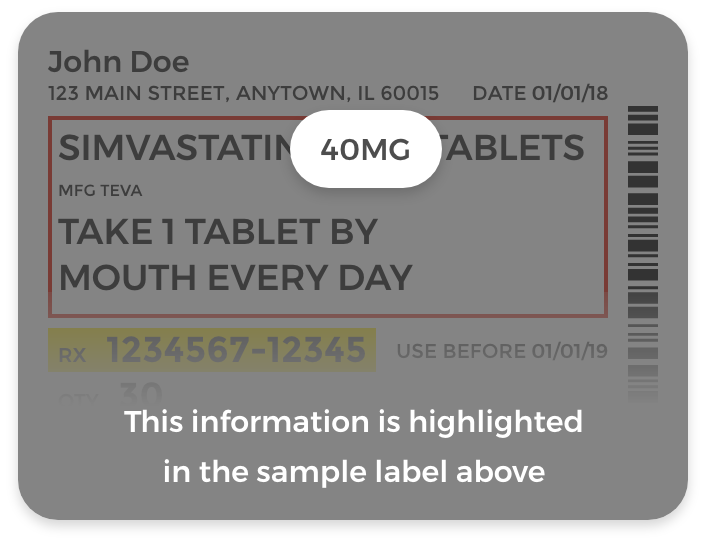 John Doe
123 MAIN STREET, ANYTOWN, IL 60015 DATE 01/01/18
SIMVASTATIN 40MG TABLETS
MFG TEVA
TAKE 1 TABLET BY
MOUTH EVERY DAY
RX 1234567-12345 USE BEFORE 01/01/19
QTY 30
This information is highlighted
in the sample label above